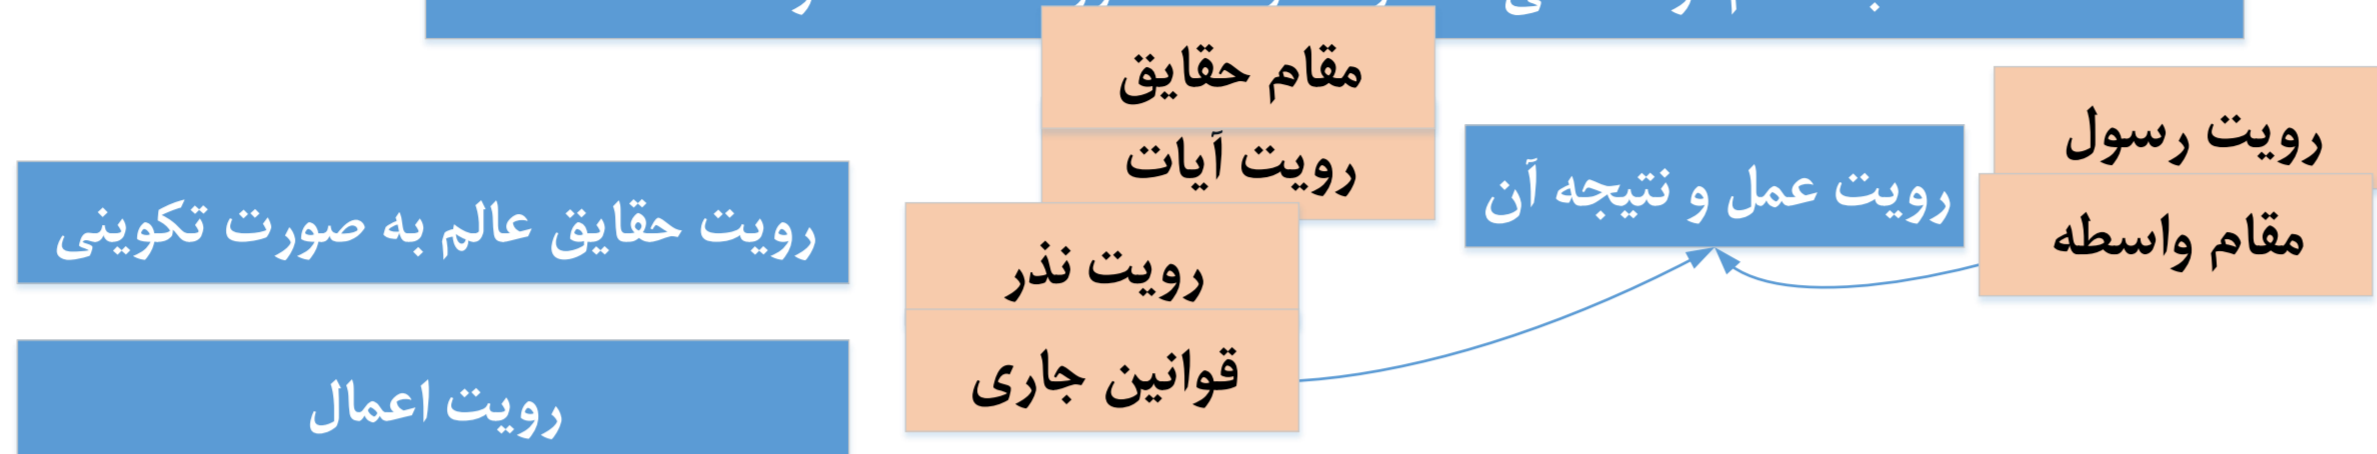 مقام حقایق
رویت آیات
رویت رسول
مقام واسطه
رویت عمل و نتیجه آن
رویت نذر
قوانین جاری
رویت حقایق عالم به صورت تکوینی
رویت اعمال